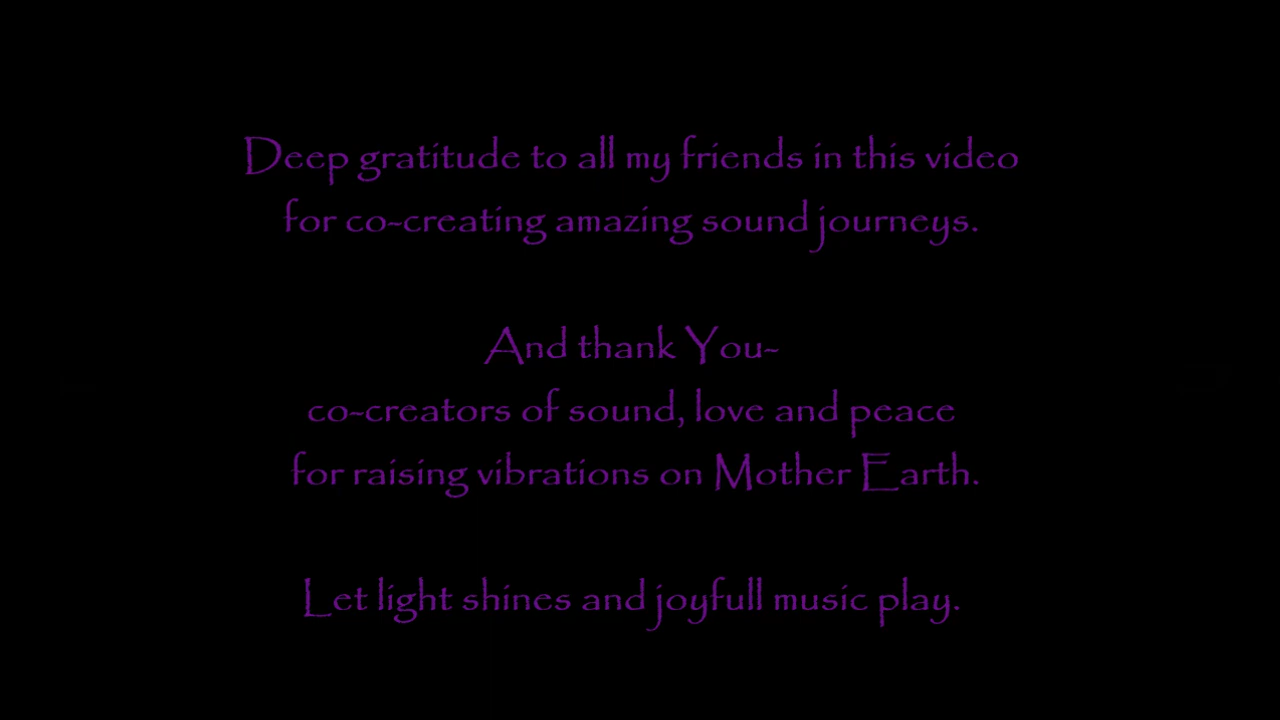 Deep gratitude to all my friends in this video
for co-creating amazing sound journeys.
And thank You-
co-creators of sound, love and peace
for raising vibrations on Mother Earth.
Let light shines and joyfull music play.